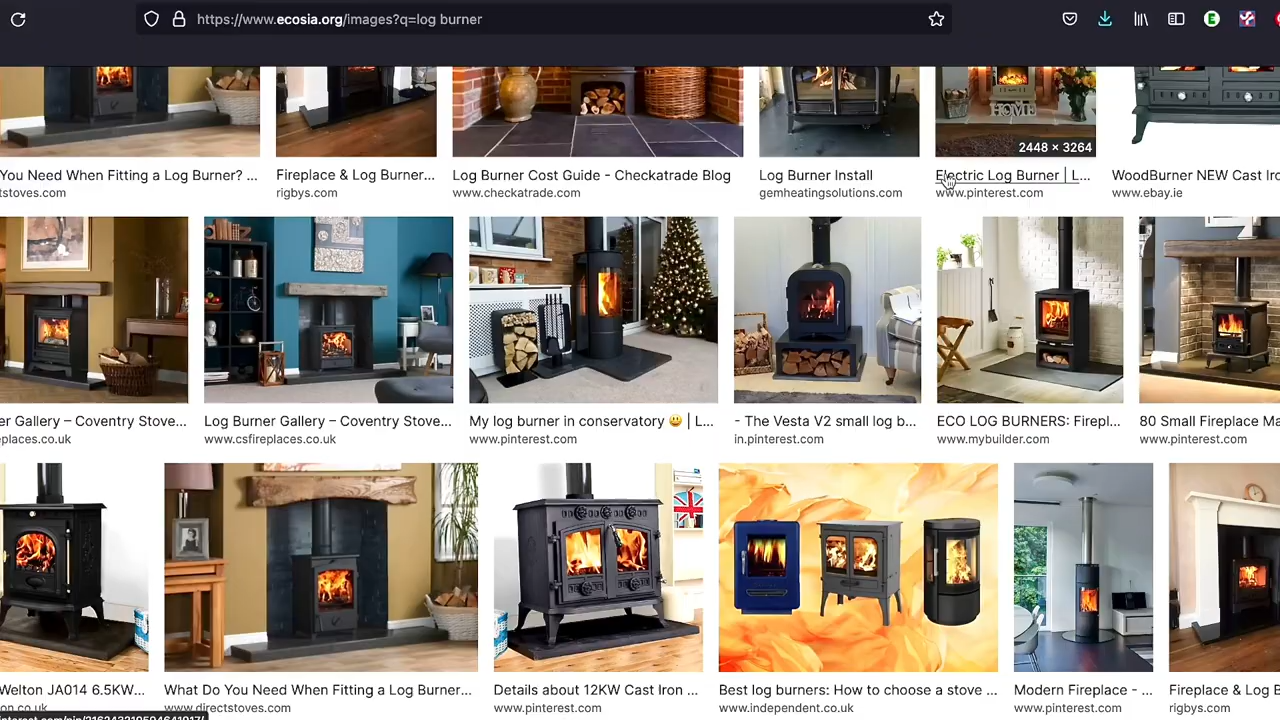 https://www.ecosia.org/images?q=log burner
HOME
2448 × 3264
You Need When Fitting a Log Burner? ...
Fireplace & Log Burner...
Log Burner Cost Guide - Checkatrade Blog
Log Burner Install
Electric Log Burner | L...
WoodBurner NEW Cast Iro
tstoves.com
rigbys.com
www.checkatrade.com
gemheatingsolutions.com
www.pinterest.com
www.ebay.ie
er Gallery – Coventry Stove...
Log Burner Gallery – Coventry Stove...
My log burner in conservatory 😃 | L...
- The Vesta V2 small log b...
ECO LOG BURNERS: Firepl...
80 Small Fireplace Ma
eplaces.co.uk
www.csfireplaces.co.uk
www.pinterest.com
in.pinterest.com
www.mybuilder.com
www.pinterest.com
Welton JA014 6.5KW...
What Do You Need When Fitting a Log Burner...
Details about 12KW Cast Iron ...
Best log burners: How to choose a stove ...
Modern Fireplace - ...
Fireplace & Log B
on.co.uk
www.directstoves.com
www.pinterest.com
www.independent.co.uk
www.pinterest.com
rigbys.com